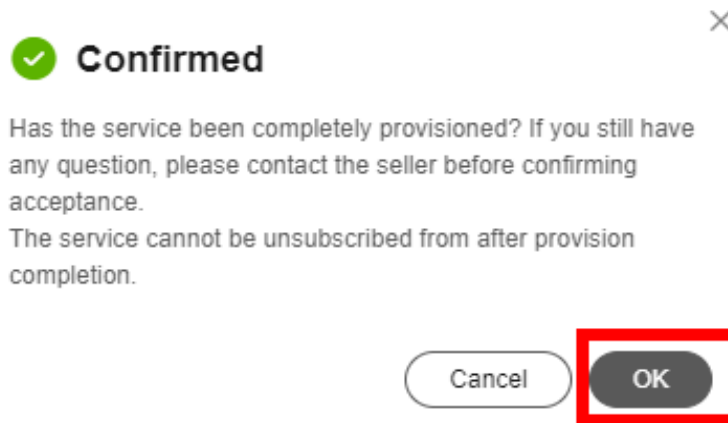 Confirmed
Has the service been completely provisioned? If you still have
any question, please contact the seller before confirming
acceptance.
The service cannot be unsubscribed from after provision
completion.
Cancel
OK